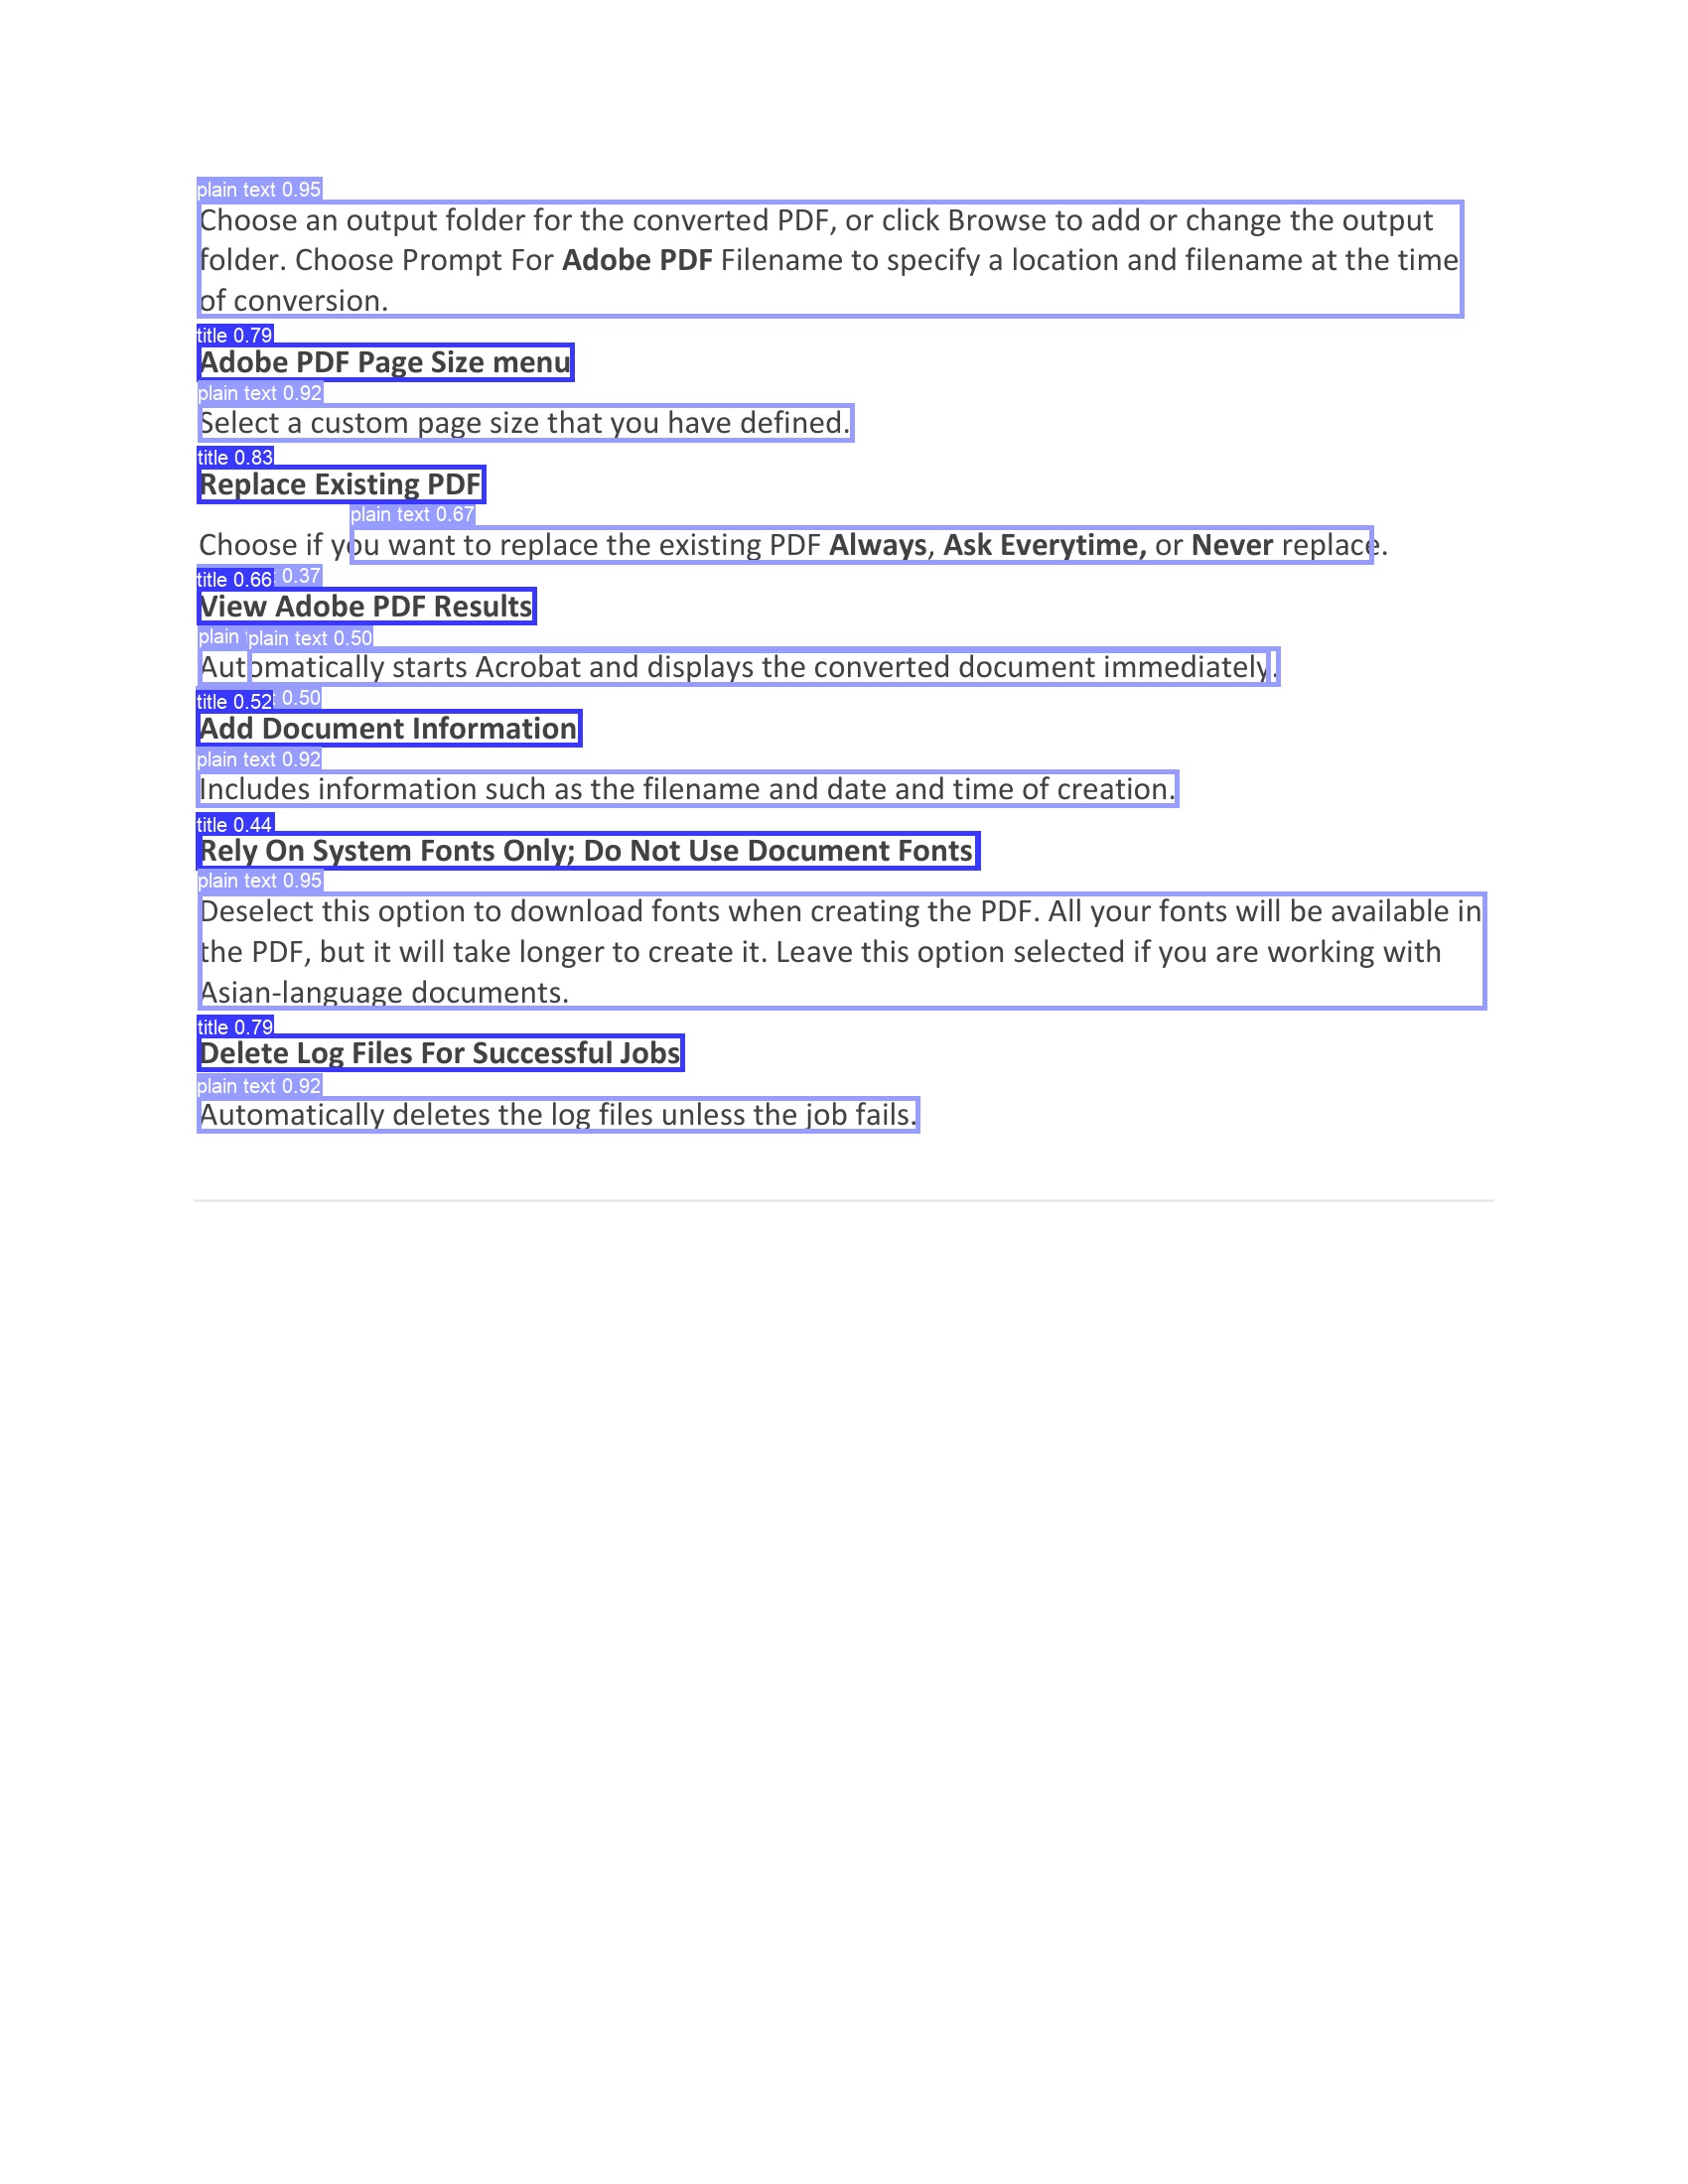 plain text 0.95
Choose an output folder for the converted PDF, or click Browse to add or change the output
folder. Choose Prompt For Adobe PDF Filename to specify a location and filename at the time
of conversion.
title 0.79
Adobe PDF Page Size menu
plain text 0.92
Select a custom page size that you have defined.
title 0.83
Replace Existing PDF
plain text 0.67
Choose if you want to replace the existing PDF Always, Ask Everytime, or Never replace.
title 0.66 0.37
View Adobe PDF Results
plain plain text 0.50
Automatically starts Acrobat and displays the converted document immediately.
title 0.52 0.50
Add Document Information
plain text 0.92
Includes information such as the filename and date and time of creation.
title 0.44
Rely On System Fonts Only; Do Not Use Document Fonts
plain text 0.95
Deselect this option to download fonts when creating the PDF. All your fonts will be available in
the PDF, but it will take longer to create it. Leave this option selected if you are working with
Asian-language documents.
title 0.79
Delete Log Files For Successful Jobs
plain text 0.92
Automatically deletes the log files unless the job fails.